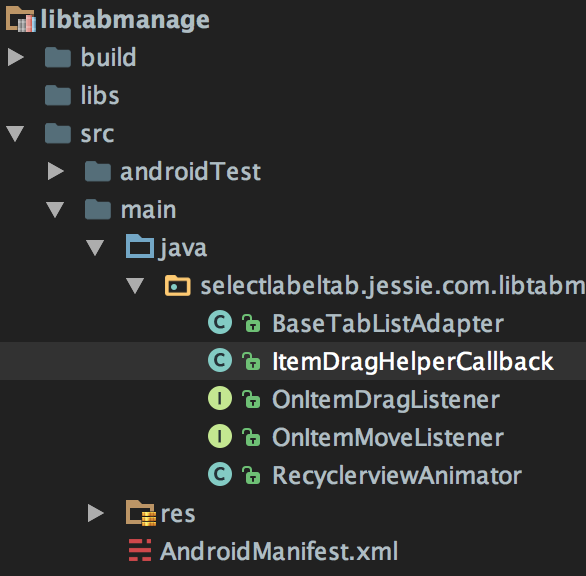 libtabmanage
build
libs
src
androidTest
main
java
selectlabeltab.jessie.com.libtabm
C BaseTabListAdapter
C ItemDragHelperCallback
I OnItemDragListener
I OnItemMoveListener
C RecyclerviewAnimator
res
AndroidManifest.xml